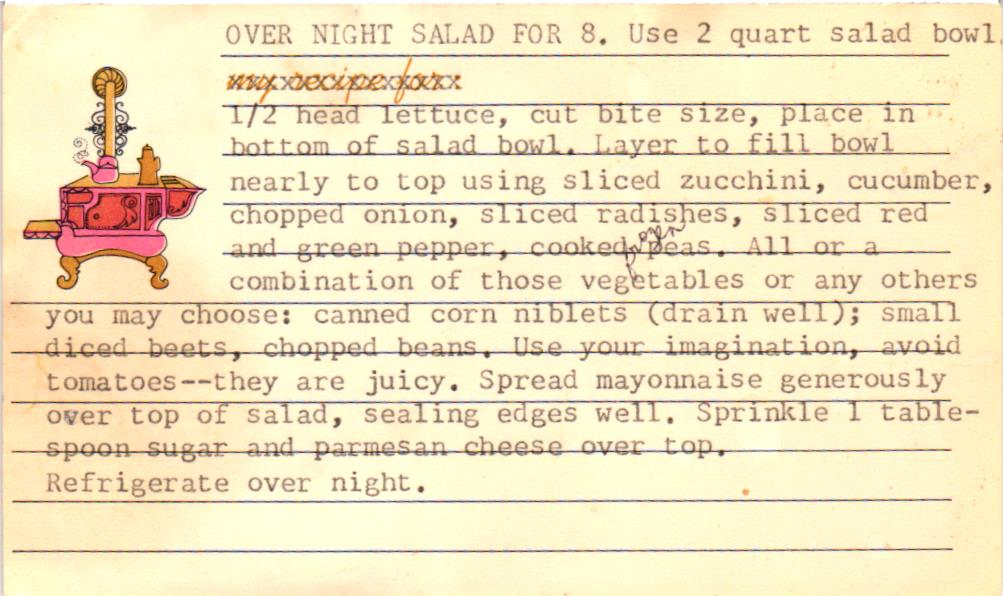 OVER NIGHT SALAD FOR 8. Use 2 quart salad bowl.
my recipe for:
1/2 head lettuce, cut bite size, place in
bottom of salad bowl. Layer to fill bowl
nearly to top using sliced zucchini, cucumber,
chopped onion, sliced radishes, sliced red
and green pepper, cooked frozen peas. All or a
combination of those vegetables or any others
you may choose: canned corn niblets (drain well); small
diced beets, chopped beans. Use your imagination, avoid
tomatoes--they are juicy. Spread mayonnaise generously
over top of salad, sealing edges well. Sprinkle 1 table-
spoon sugar and parmesan cheese over top.
Refrigerate over night.